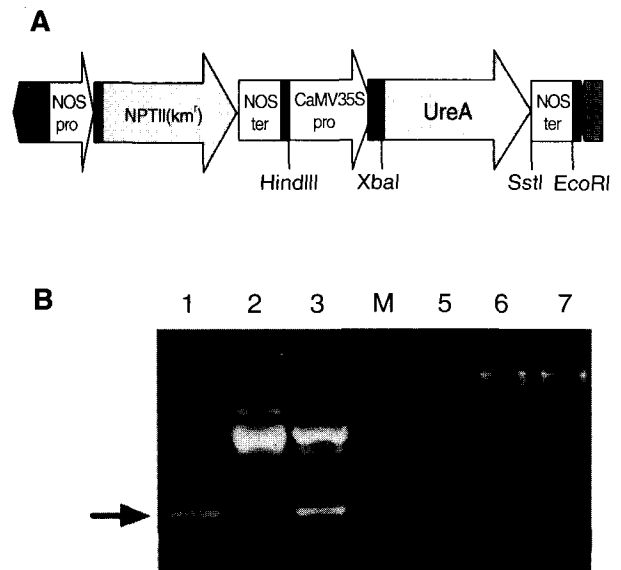 A
NOS pro
NPTII(kmʳ)
NOS ter
CaMV35S pro
UreA
NOS ter
HindIII
XbaI
SstI
EcoRI
B
1 2 3 M 5 6 7